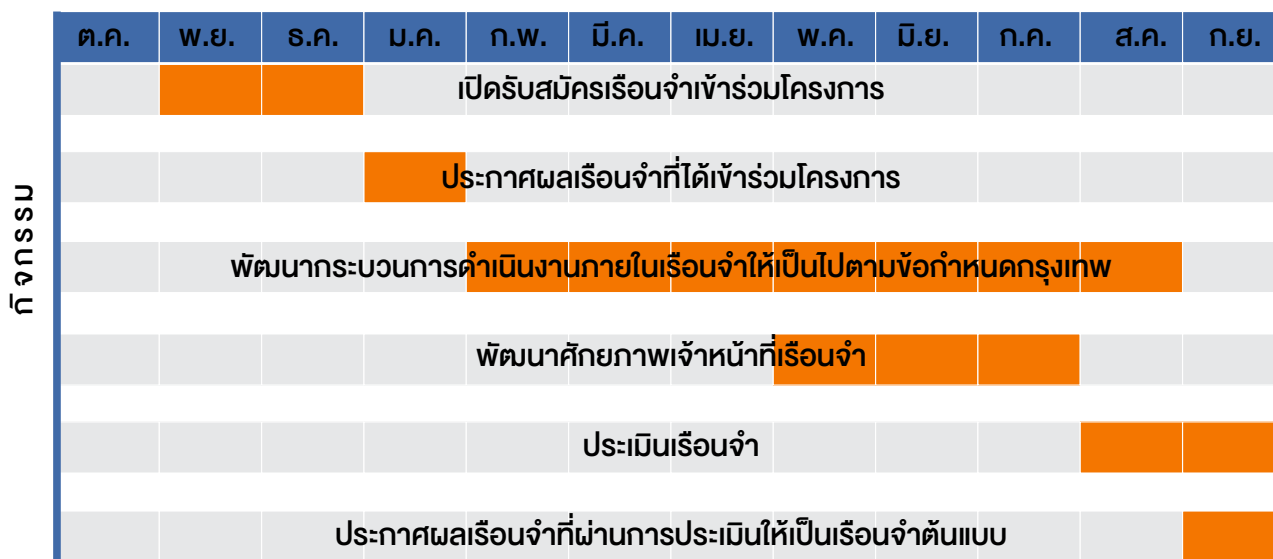 ต.ค. พ.ย. ธ.ค. ม.ค. ก.พ. มี.ค. เม.ย. พ.ค. มิ.ย. ก.ค. ส.ค. ก.ย.
กิจกรรม
เปิดรับสมัครเรือนจำเข้าร่วมโครงการ
ประกาศผลเรือนจำที่ได้เข้าร่วมโครงการ
พัฒนากระบวนการดำเนินงานภายในเรือนจำให้เป็นไปตามข้อกำหนดกรุงเทพ
พัฒนาศักยภาพเจ้าหน้าที่เรือนจำ
ประเมินเรือนจำ
ประกาศผลเรือนจำที่ผ่านการประเมินให้เป็นเรือนจำต้นแบบ